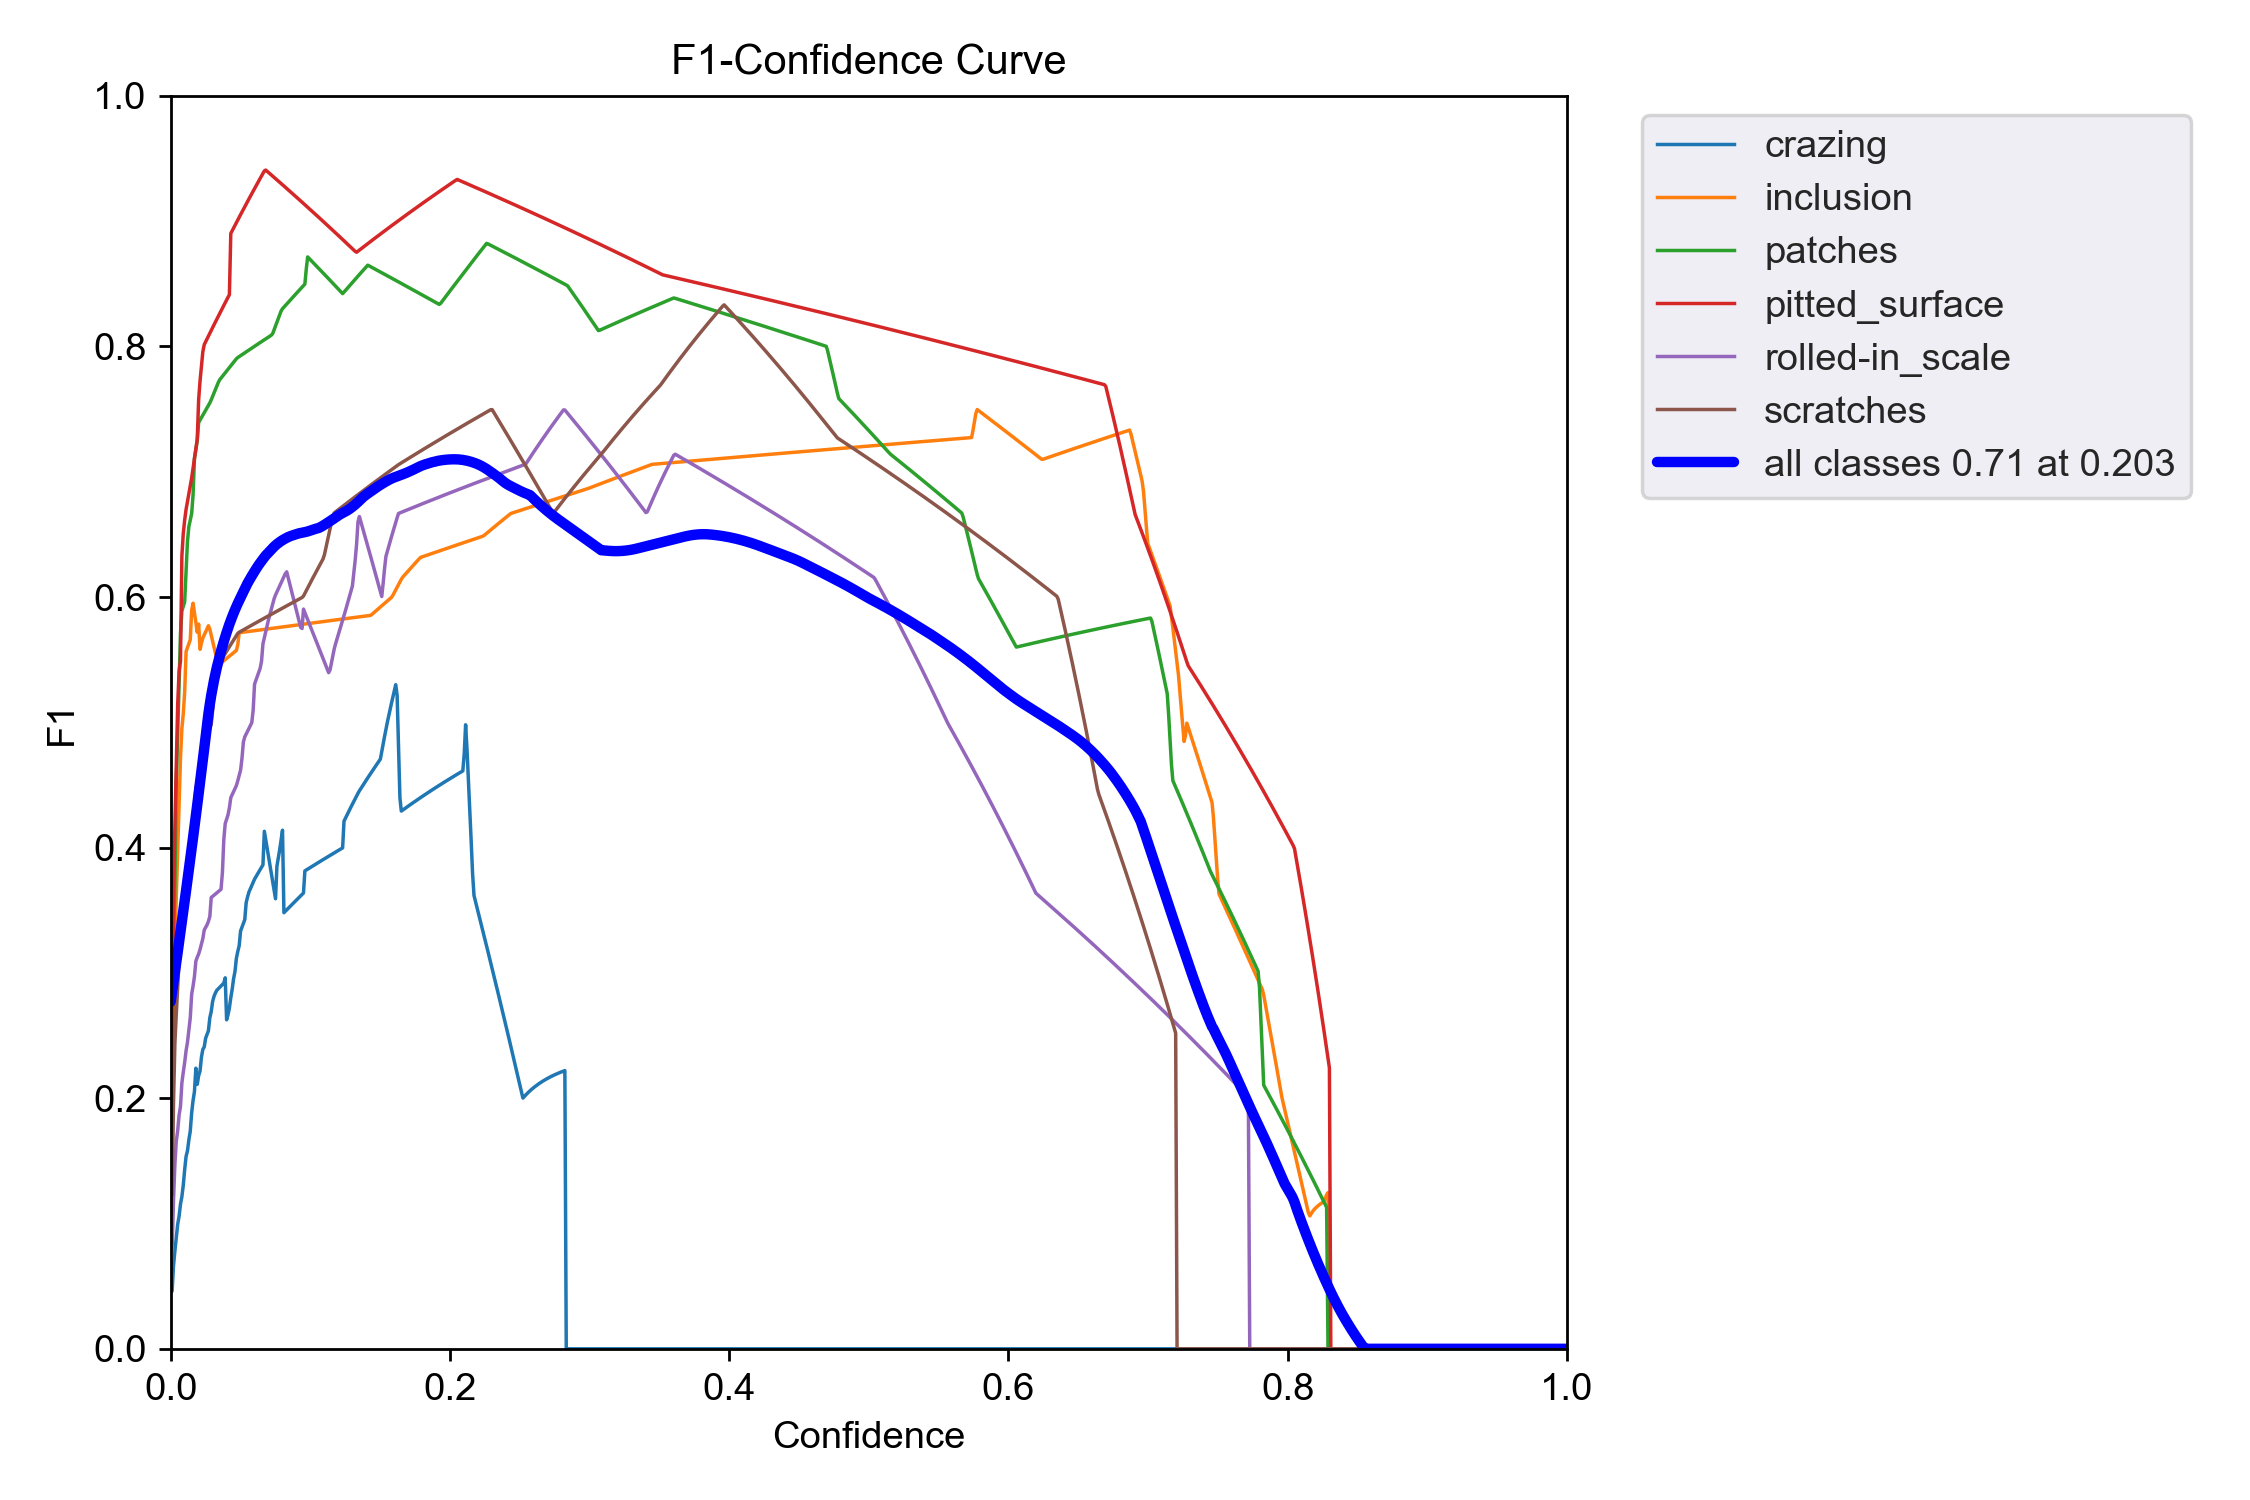 F1-Confidence Curve
1.0
0.8
0.6
0.4
0.2
0.0
F1
0.0 0.2 0.4 0.6 0.8 1.0
Confidence
crazing
inclusion
patches
pitted_surface
rolled-in_scale
scratches
all classes 0.71 at 0.203